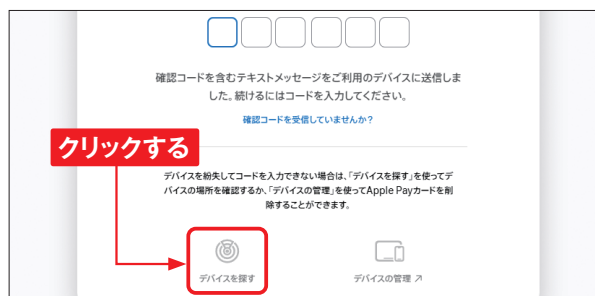 確認コードを含むテキストメッセージをご利用のデバイスに送信しま
した。続けるにはコードを入力してください。
確認コードを受信していませんか？
クリックする
デバイスを紛失してコードを入力できない場合は、「デバイスを探す」を使ってデ
バイスの場所を確認するか、「デバイスの管理」を使ってApple Payカードを削
除することができます。
デバイスを探す
デバイスの管理 ↗